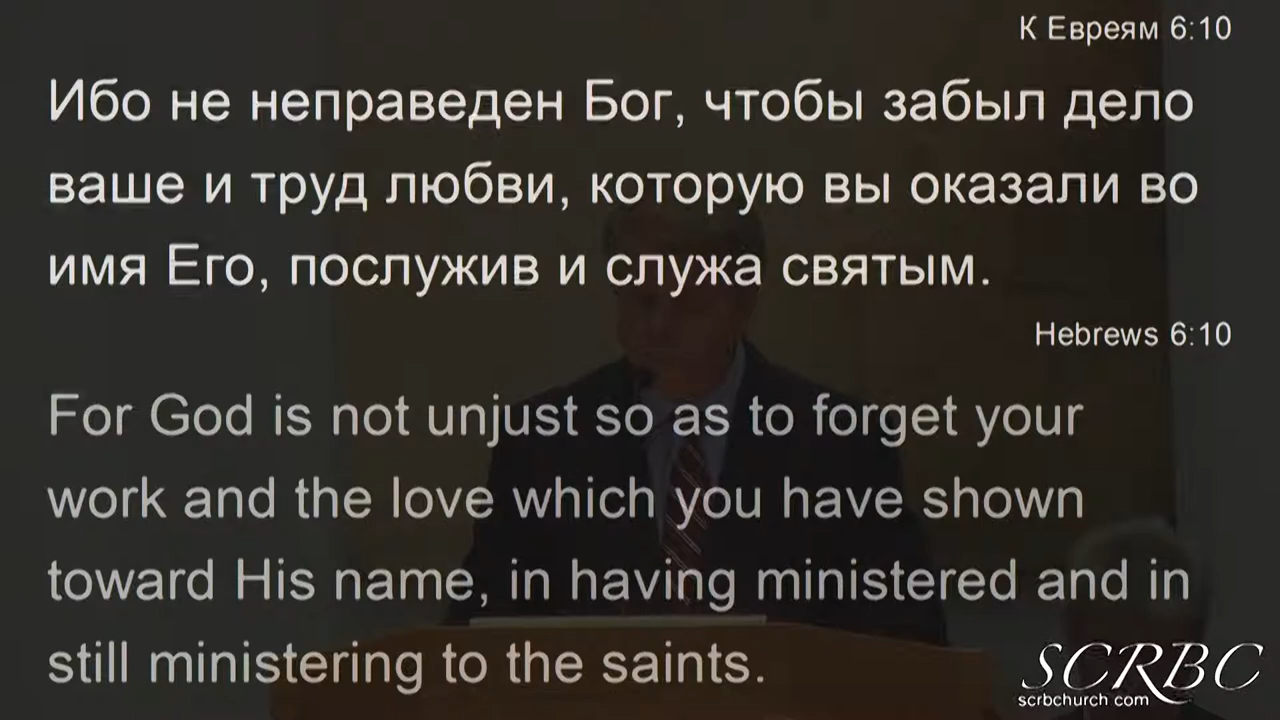 К Евреям 6:10
Ибо не неправеден Бог, чтобы забыл дело
ваше и труд любви, которую вы оказали во
имя Его, послужив и служа святым.
Hebrews 6:10
For God is not unjust so as to forget your
work and the love which you have shown
toward His name, in having ministered and in
still ministering to the saints.
SCRBC
scrbchurch com